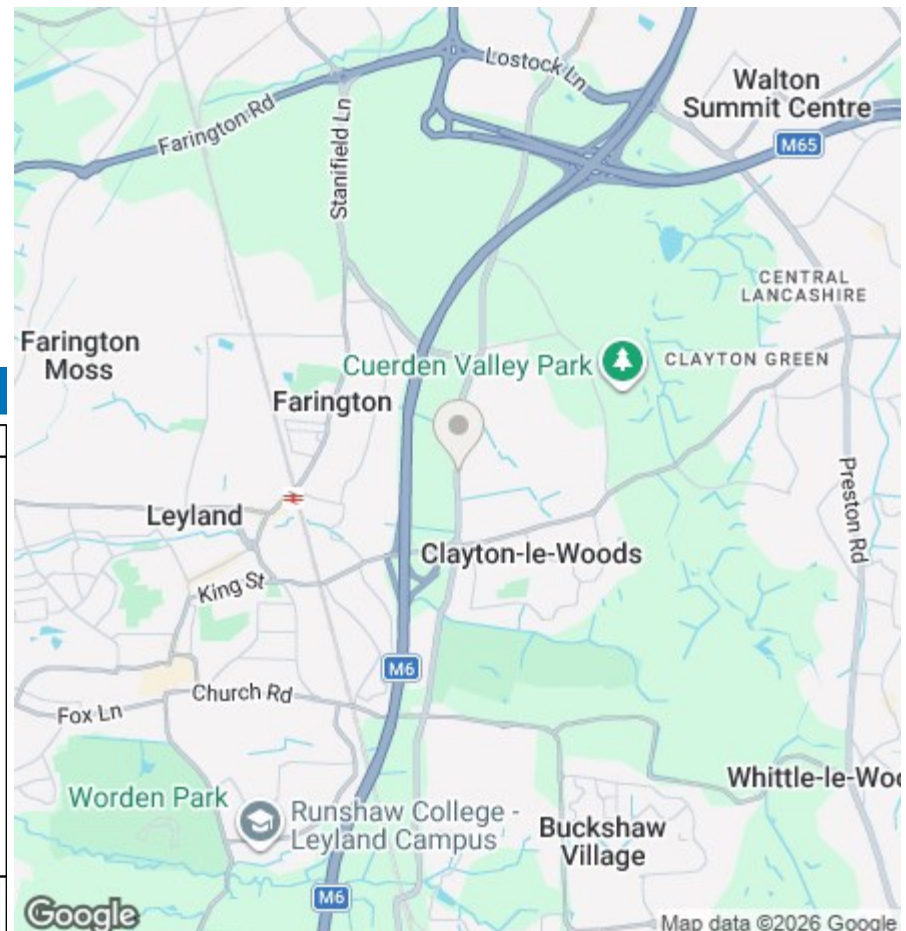 Lostock Ln
Walton
Summit Centre
Farington Rd
Stanifield Ln
M65
CENTRAL
LANCASHIRE
Farington
Moss
Cuerden Valley Park
CLAYTON GREEN
Farington
Preston Rd
Leyland
Clayton-le-Woods
King St
M6
Church Rd
Fox Ln
Whittle-le-Woo
Worden Park
Runshaw College -
Leyland Campus
Buckshaw
Village
M6
Google
Map data ©2026 Google